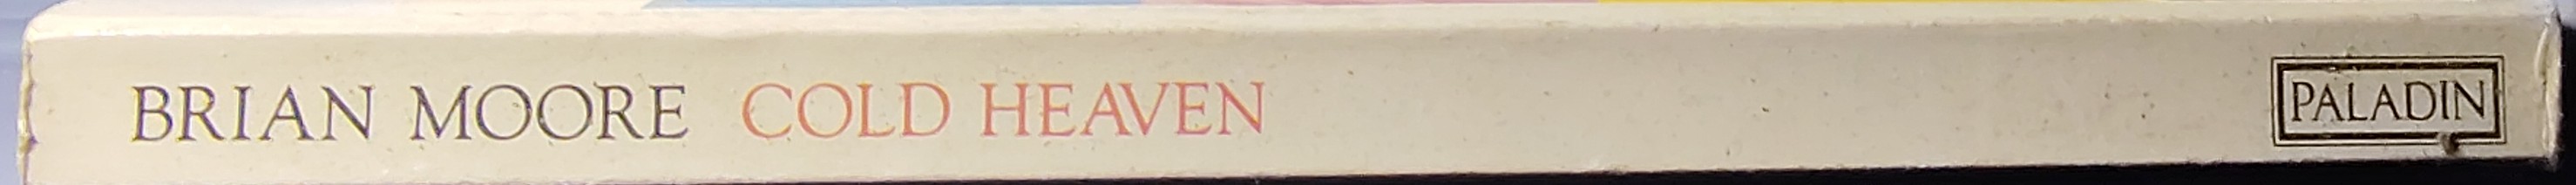 BRIAN MOORE COLD HEAVEN PALADIN